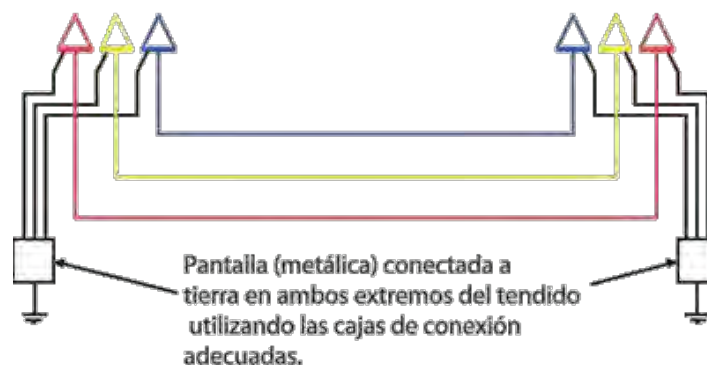 Pantalla (metálica) conectada a
tierra en ambos extremos del tendido
utilizando las cajas de conexión
adecuadas.